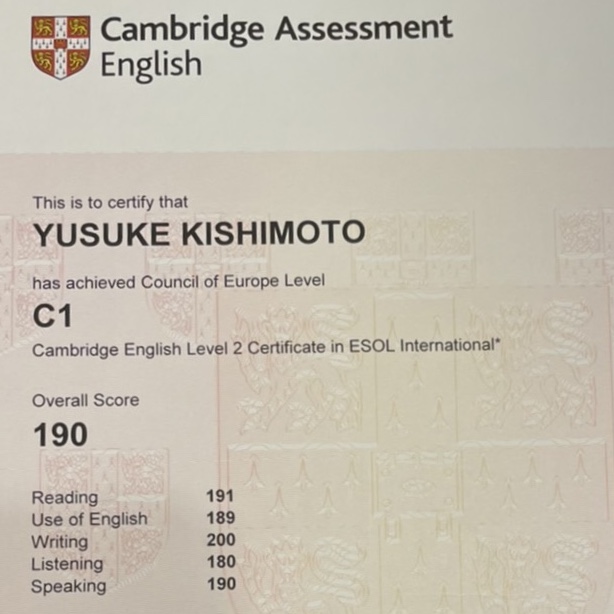 Cambridge Assessment
English
This is to certify that
YUSUKE KISHIMOTO
has achieved Council of Europe Level
C1
Cambridge English Level 2 Certificate in ESOL International*
Overall Score
190
Reading 191
Use of English 189
Writing 200
Listening 180
Speaking 190